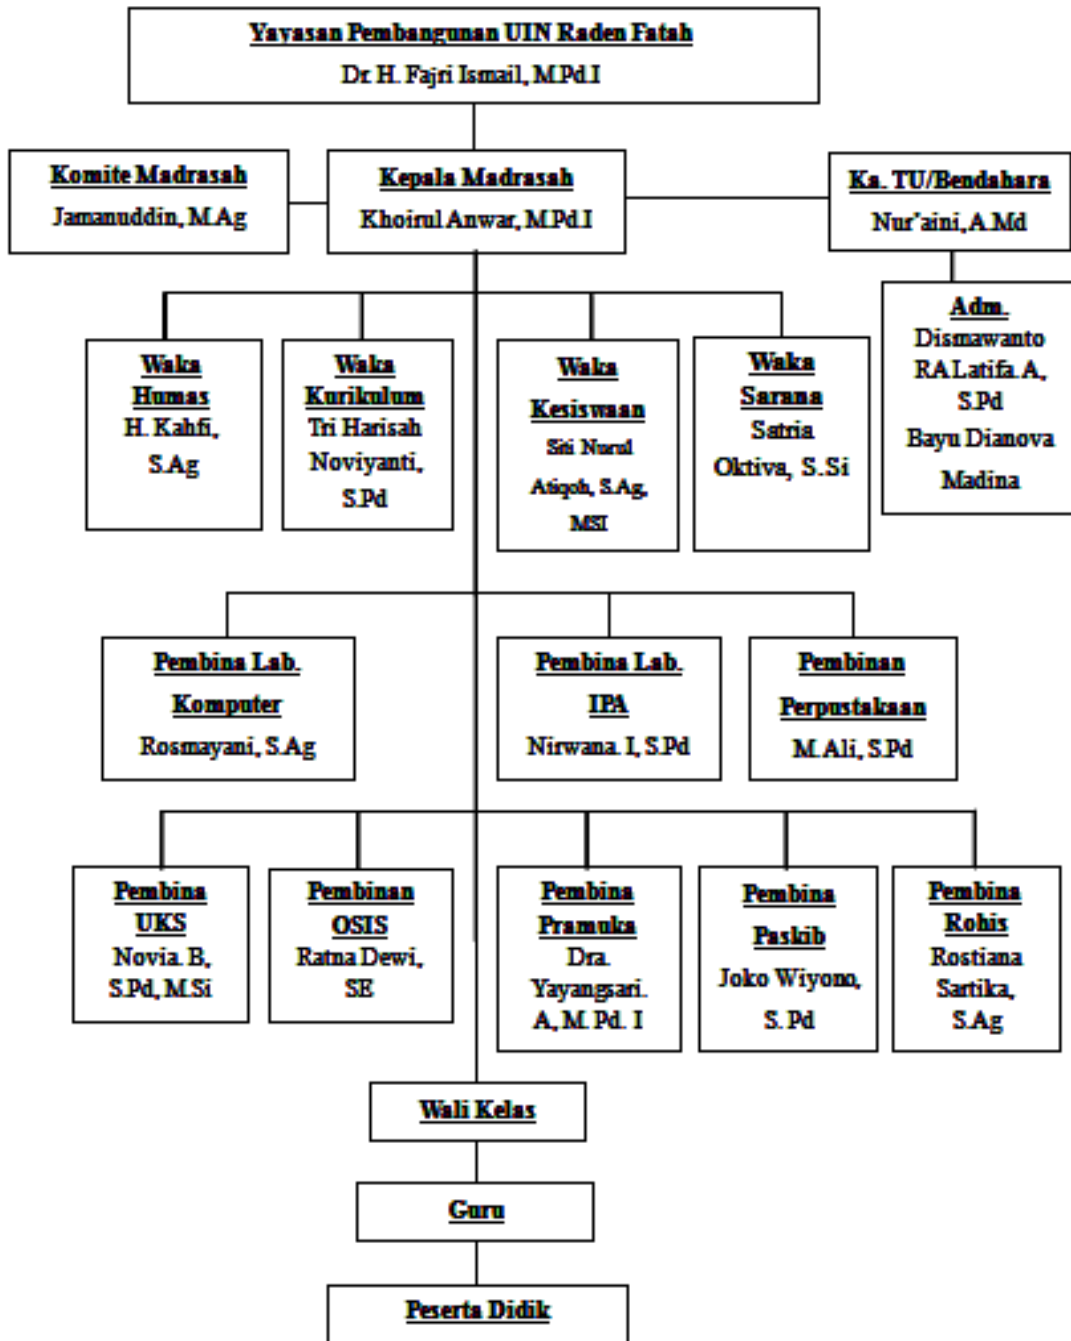 Yayasan Pembangunan UIN Raden Fatah
Dr. H. Fajri Ismail, M.Pd.I
Komite Madrasah
Jamanuddin, M.Ag
Kepala Madrasah
Khoirul Anwar, M.Pd.I
Ka. TU/Bendahara
Nur'aini, A.Md
Adm.
Dismawanto
RA Latifa. A,
S.Pd
Bayu Dianova
Madina
Waka
Humas
H. Kahfi,
S.Ag
Waka
Kurikulum
Tri Harisah
Noviyanti,
S.Pd
Waka
Kesiswaan
Siti Nurul
Atiqoh, S.Ag,
MSI
Waka
Sarana
Satria
Oktiva, S.Si
Pembina Lab.
Komputer
Rosmayani, S.Ag
Pembina Lab.
IPA
Nirwana. I, S.Pd
Pembinan
Perpustakaan
M. Ali, S.Pd
Pembina
UKS
Novia. B,
S.Pd, M.Si
Pembinan
OSIS
Ratna Dewi,
SE
Pembina
Pramuka
Dra.
Yayangsari.
A, M. Pd. I
Pembina
Paskib
Joko Wiyono,
S. Pd
Pembina
Rohis
Rostiana
Sartika,
S.Ag
Wali Kelas
Guru
Peserta Didik